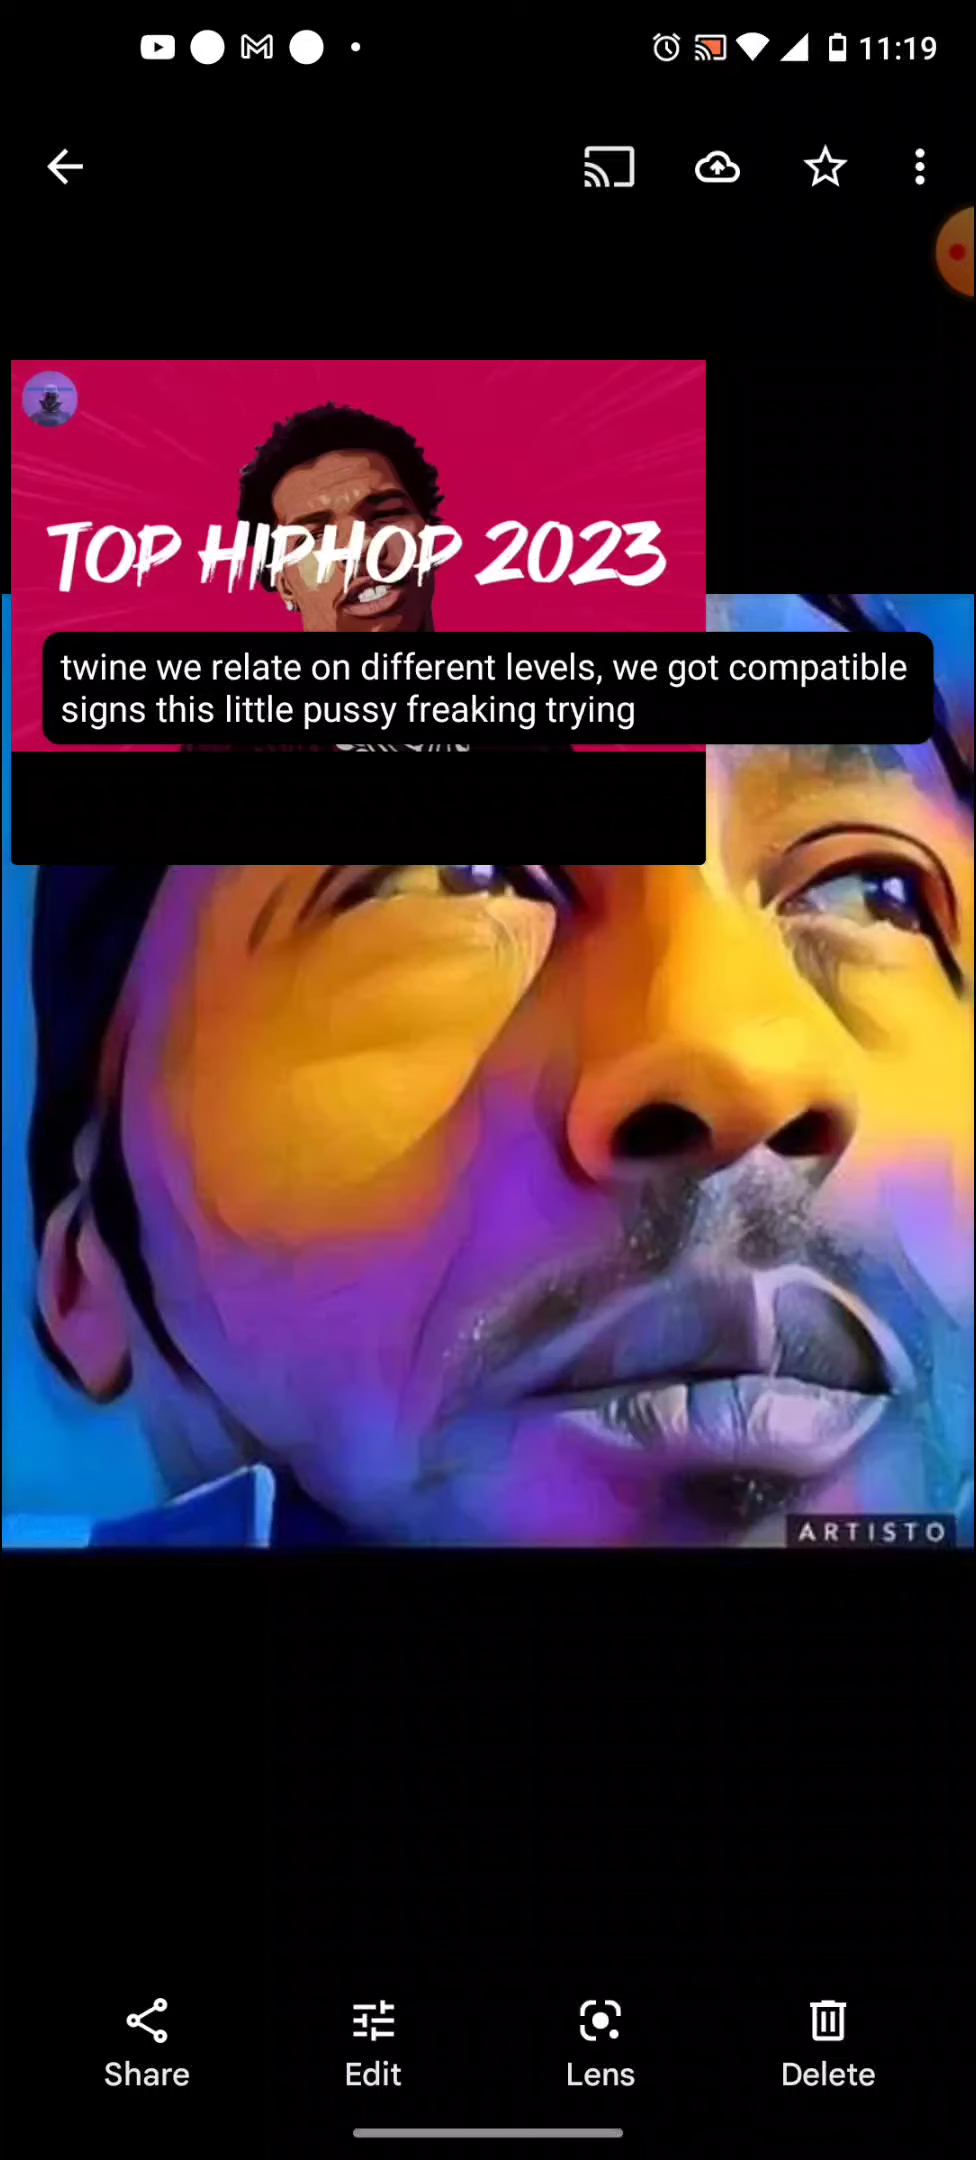 11:19
TOP HIPHOP 2023
twine we relate on different levels, we got compatible
signs this little pussy freaking trying
ARTISTO
Share Edit Lens Delete